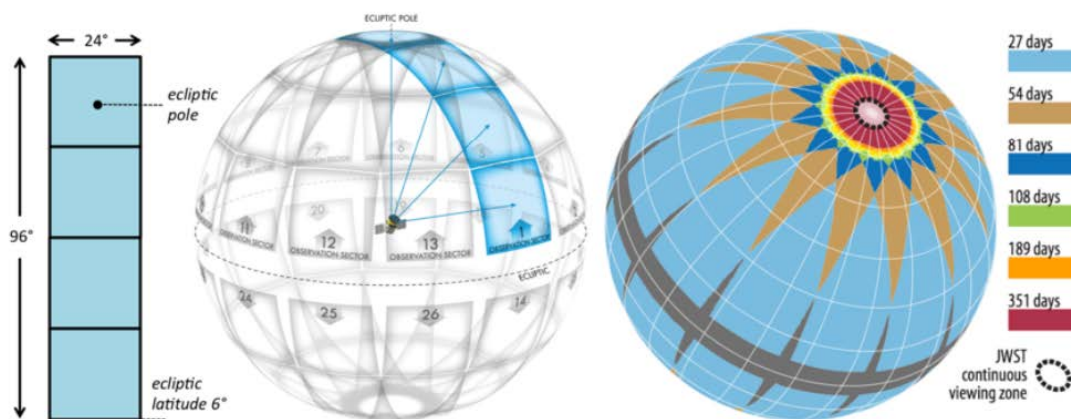 24°
96°
ecliptic
pole
ecliptic
latitude 6°
ECLIPTIC POLE
OBSERVATION SECTOR
11
OBSERVATION SECTOR
12
OBSERVATION SECTOR
13
OBSERVATION SECTOR
1
OBSERVATION SECTOR
ECLIPTIC
24
25
26
14
27 days
54 days
81 days
108 days
189 days
351 days
JWST
continuous
viewing zone